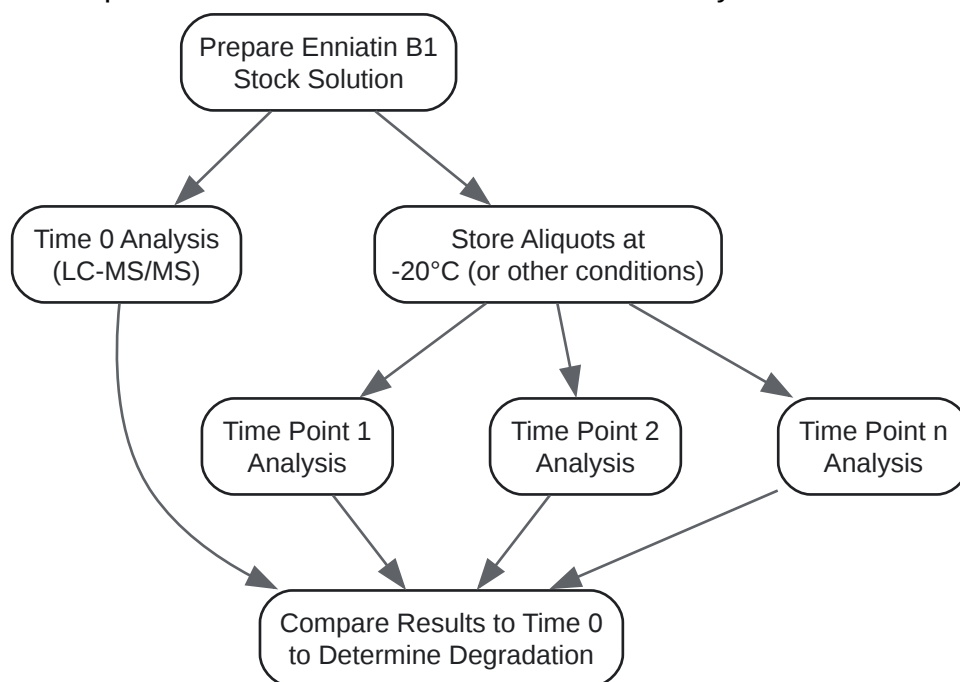 Prepare Enniatin B1
Stock Solution
Time 0 Analysis
(LC-MS/MS)
Store Aliquots at
-20°C (or other conditions)
Time Point 1
Analysis
Time Point 2
Analysis
Time Point n
Analysis
Compare Results to Time 0
to Determine Degradation